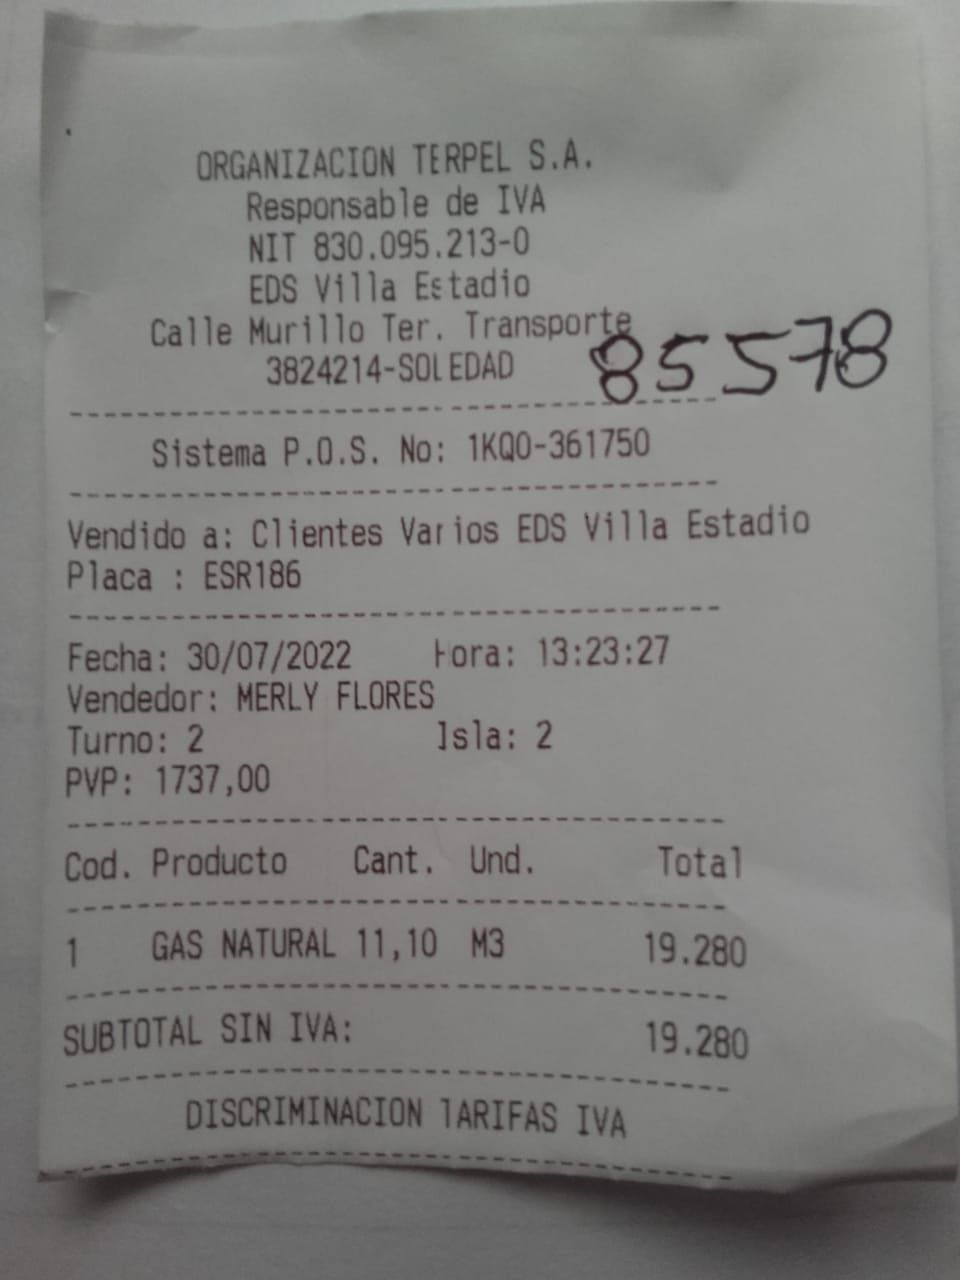 ORGANIZACION TERPEL S.A.
Responsable de IVA
NIT 830.095.213-0
EDS Villa Estadio
Calle Murillo Ter. Transporte
3824214-SOLEDAD
85578
Sistema P.O.S. No: 1KQ0-361750
Vendido a: Clientes Varios EDS Villa Estadio
Placa : ESR186
Fecha: 30/07/2022 Hora: 13:23:27
Vendedor: MERLY FLORES
Turno: 2 Isla: 2
PVP: 1737,00
Cod. Producto Cant. Und. Total
1 GAS NATURAL 11,10 M3 19.280
SUBTOTAL SIN IVA: 19.280
DISCRIMINACION TARIFAS IVA